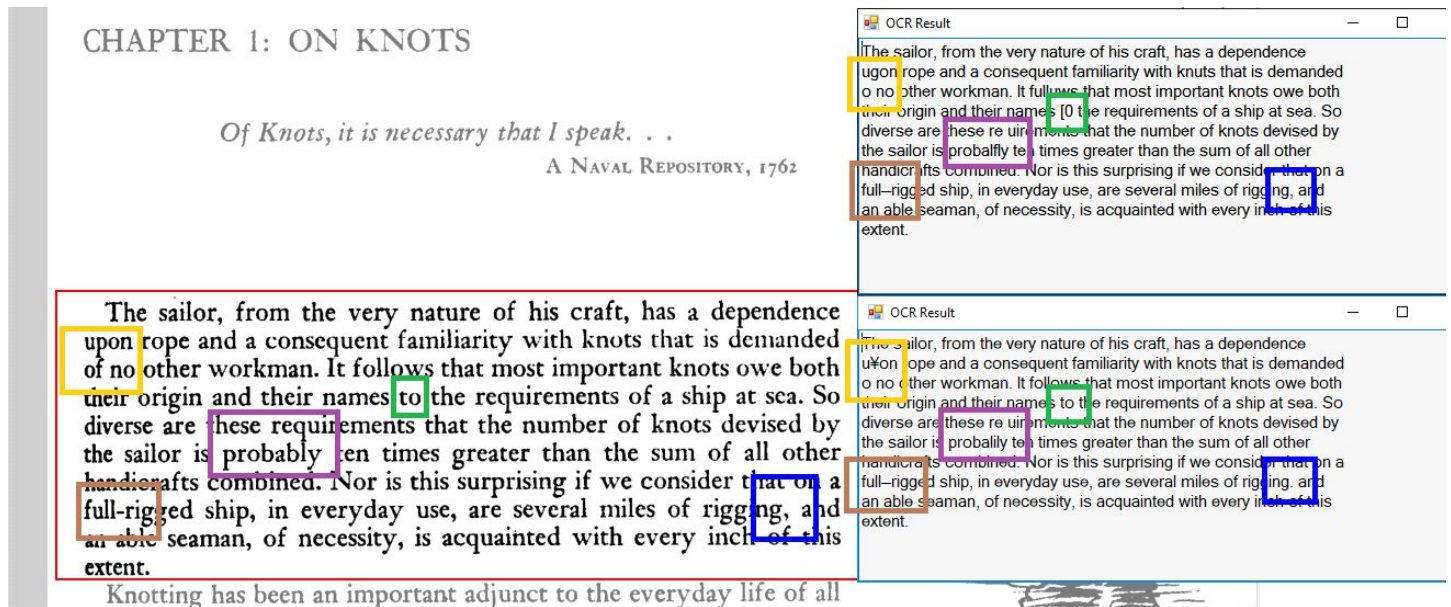 CHAPTER 1: ON KNOTS
Of Knots, it is necessary that I speak. . .
A NAVAL REPOSITORY, 1762
The sailor, from the very nature of his craft, has a dependence
upon rope and a consequent familiarity with knots that is demanded
of no other workman. It follows that most important knots owe both
their origin and their names to the requirements of a ship at sea. So
diverse are these requirements that the number of knots devised by
the sailor is probably ten times greater than the sum of all other
handicrafts combined. Nor is this surprising if we consider that on a
full-rigged ship, in everyday use, are several miles of rigging, and
an able seaman, of necessity, is acquainted with every inch of this
extent.
Knotting has been an important adjunct to the everyday life of all
OCR Result
The sailor, from the very nature of his craft, has a dependence
ugon rope and a consequent familiarity with knuts that is demanded
o no other workman. It fulluws that most important knots owe both
their origin and their names [0 the requirements of a ship at sea. So
diverse are these re uirements that the number of knots devised by
the sailor is probalfly ten times greater than the sum of all other
handicrafts combined. Nor is this surprising if we consider that on a
full–rigged ship, in everyday use, are several miles of rigging, and
an able seaman, of necessity, is acquainted with every inch of this
extent.
OCR Result
The sailor, from the very nature of his craft, has a dependence
u¥on rope and a consequent familiarity with knots that is demanded
o no other workman. It follows that most important knots owe both
their origin and their names to the requirements of a ship at sea. So
diverse are these re uirements that the number of knots devised by
the sailor is probalily ten times greater than the sum of all other
handicrafts combined. Nor is this surprising if we consider that on a
full–rigged ship, in everyday use, are several miles of rigging. and
an able seaman, of necessity, is acquainted with every inch of this
extent.